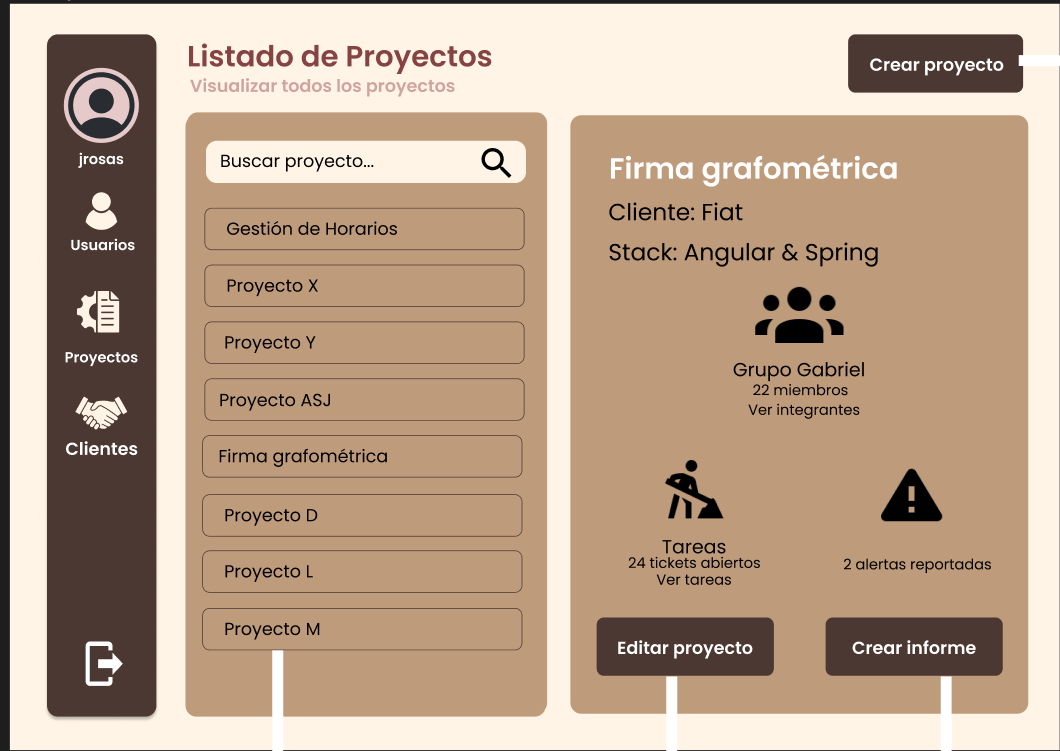 jrosas
Usuarios
Proyectos
Clientes
Listado de Proyectos
Visualizar todos los proyectos
Crear proyecto
Buscar proyecto...
Gestión de Horarios
Proyecto X
Proyecto Y
Proyecto ASJ
Firma grafométrica
Proyecto D
Proyecto L
Proyecto M
Firma grafométrica
Cliente: Fiat
Stack: Angular & Spring
Grupo Gabriel
22 miembros
Ver integrantes
Tareas
24 tickets abiertos
Ver tareas
2 alertas reportadas
Editar proyecto
Crear informe